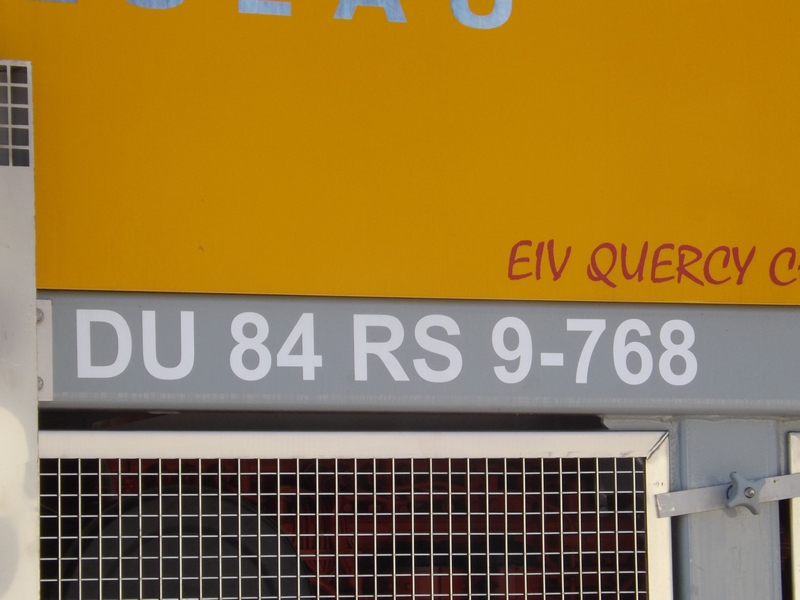 EIV QUERCY
DU 84 RS 9-768